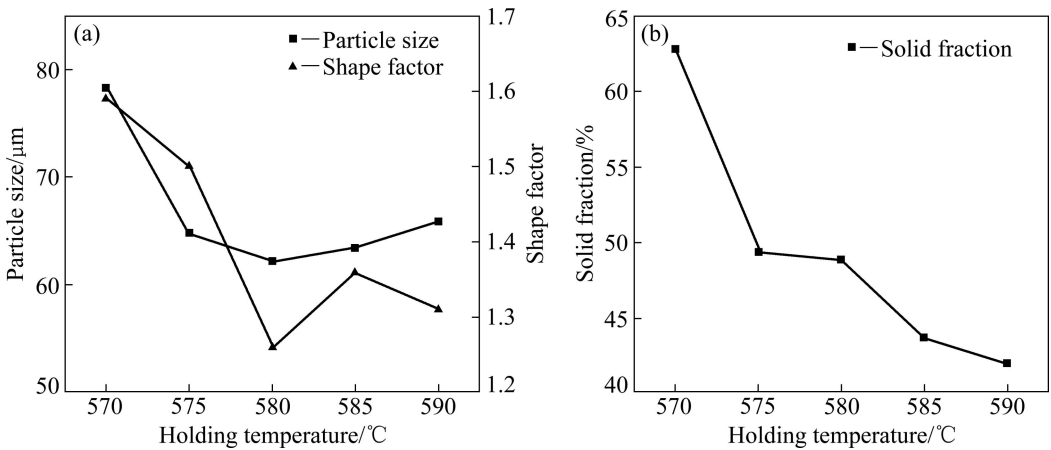 (a)
Particle size
Shape factor
80
70
60
50
Particle size/μm
1.7
1.6
1.5
1.4
1.3
1.2
Shape factor
570 575 580 585 590
Holding temperature/℃
(b)
Solid fraction
65
60
55
50
45
40
Solid fraction/%
570 575 580 585 590
Holding temperature/℃